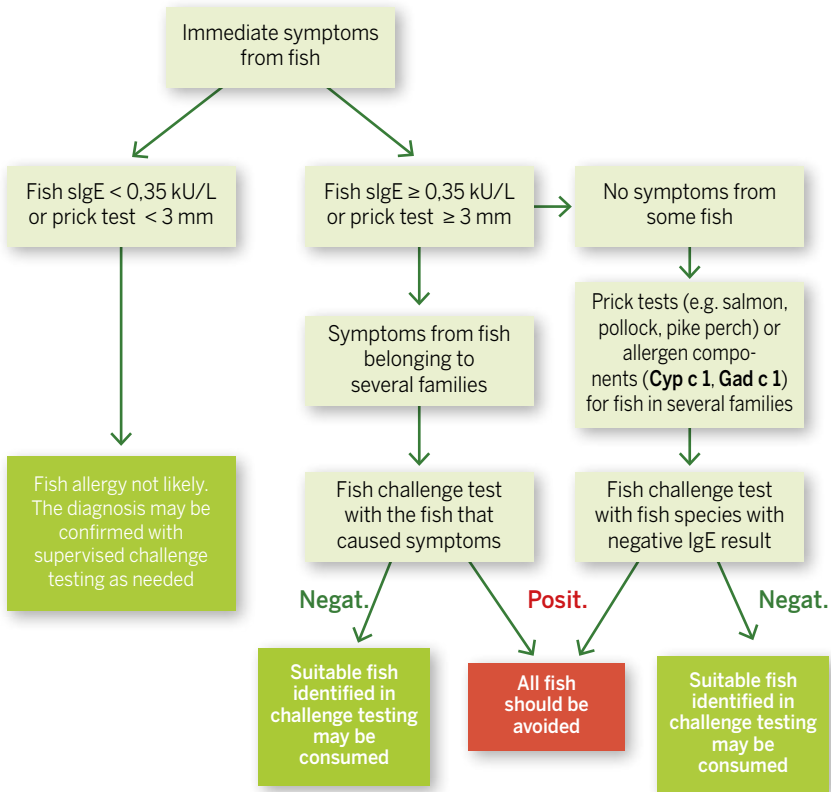 Immediate symptoms
from fish
Fish sIgE < 0,35 kU/L
or prick test < 3 mm
Fish sIgE ≥ 0,35 kU/L
or prick test ≥ 3 mm
No symptoms from
some fish
Symptoms from fish
belonging to
several families
Prick tests (e.g. salmon,
pollock, pike perch) or
allergen compo-
nents (Cyp c 1, Gad c 1)
for fish in several families
Fish allergy not likely.
The diagnosis may be
confirmed with
supervised challenge
testing as needed
Fish challenge test
with the fish that
caused symptoms
Fish challenge test
with fish species with
negative IgE result
Negat.
Posit.
Negat.
Suitable fish
identified in
challenge testing
may be
consumed
All fish
should be
avoided
Suitable fish
identified in
challenge testing
may be
consumed